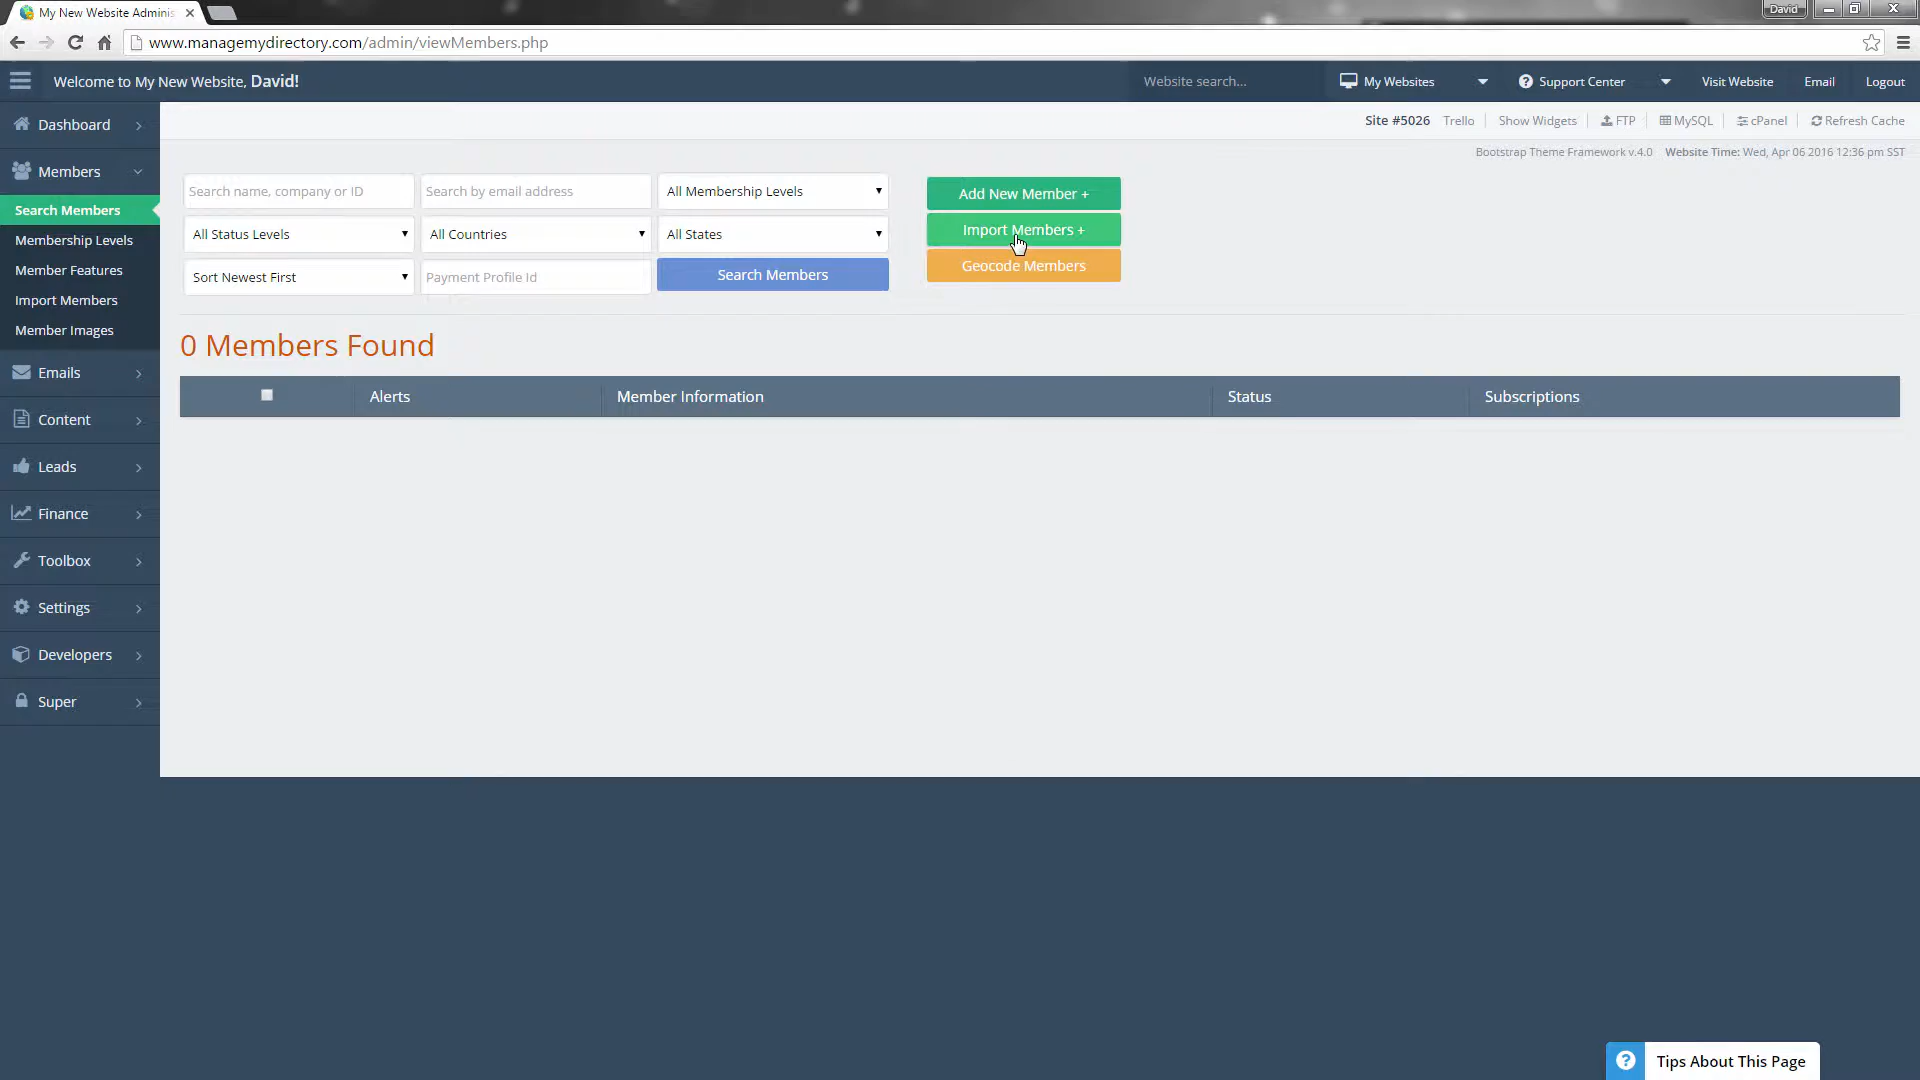 My New Website Adminis
David
www.managemydirectory.com/admin/viewMembers.php
Welcome to My New Website, David!
Website search...
My Websites
Support Center
Visit Website
Email
Logout
Site #5026
Trello
Show Widgets
FTP
MySQL
cPanel
Refresh Cache
Bootstrap Theme Framework v.4.0
Website Time: Wed, Apr 06 2016 12:36 pm SST
Dashboard
Members
Search Members
Membership Levels
Member Features
Import Members
Member Images
Emails
Content
Leads
Finance
Toolbox
Settings
Developers
Super
Search name, company or ID
Search by email address
All Membership Levels
All Status Levels
All Countries
All States
Sort Newest First
Payment Profile Id
Search Members
Add New Member +
Import Members +
Geocode Members
0 Members Found
Alerts
Member Information
Status
Subscriptions
? Tips About This Page